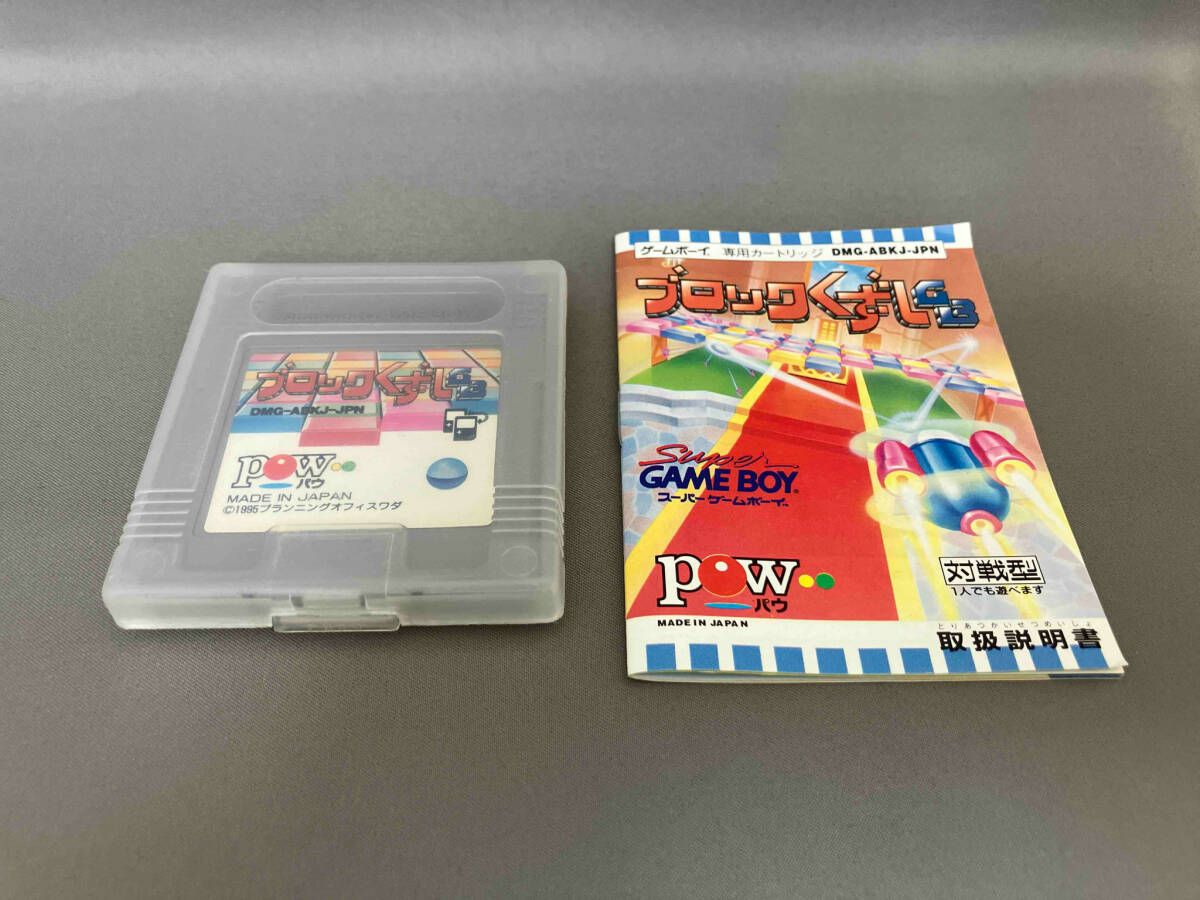 ブロックくずしGB
DMG-ABKJ-JPN
pow
パウ
MADE IN JAPAN
©1995プランニングオフィスワダ
ゲームボーイ™ 専用カートリッジ DMG-ABKJ-JPN
ブロックくずしGB
Super
GAME BOY®
スーパーゲームボーイ™
pow
パウ
MADE IN JAPAN
対戦型
1人でも遊べます
とりあつかいせつめいしょ
取扱説明書